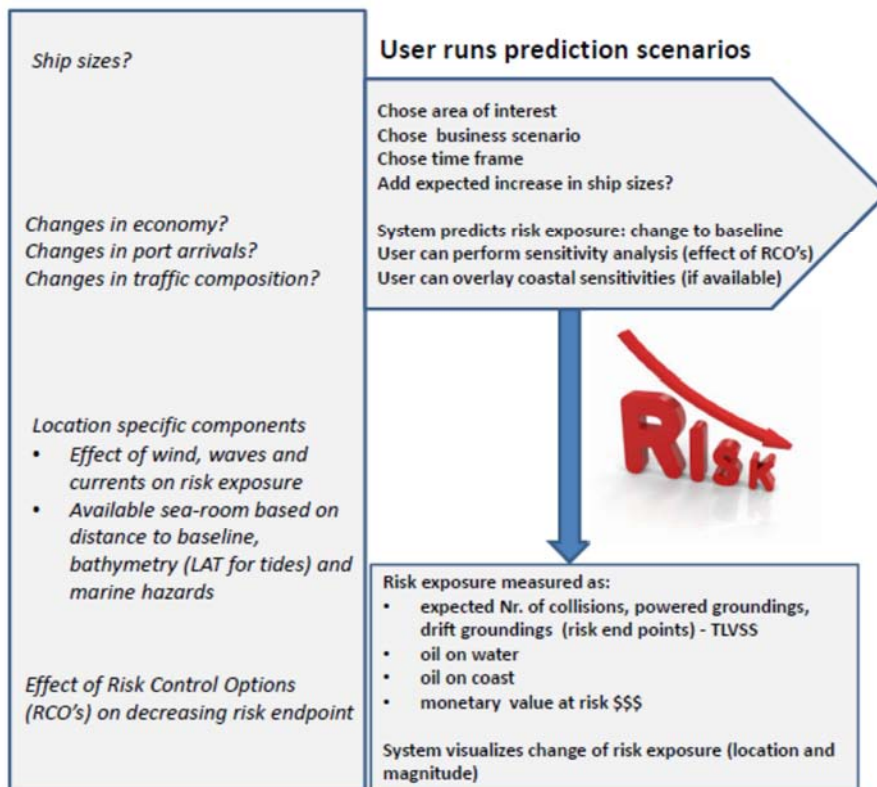 Ship sizes?
Changes in economy?
Changes in port arrivals?
Changes in traffic composition?
Location specific components
• Effect of wind, waves and
currents on risk exposure
• Available sea-room based on
distance to baseline,
bathymetry (LAT for tides) and
marine hazards
Effect of Risk Control Options
(RCO's) on decreasing risk endpoint
User runs prediction scenarios
Chose area of interest
Chose business scenario
Chose time frame
Add expected increase in ship sizes?
System predicts risk exposure: change to baseline
User can perform sensitivity analysis (effect of RCO's)
User can overlay coastal sensitivities (if available)
RISK
Risk exposure measured as:
• expected Nr. of collisions, powered groundings,
drift groundings (risk end points) - TLVSS
• oil on water
• oil on coast
• monetary value at risk $$$
System visualizes change of risk exposure (location and
magnitude)